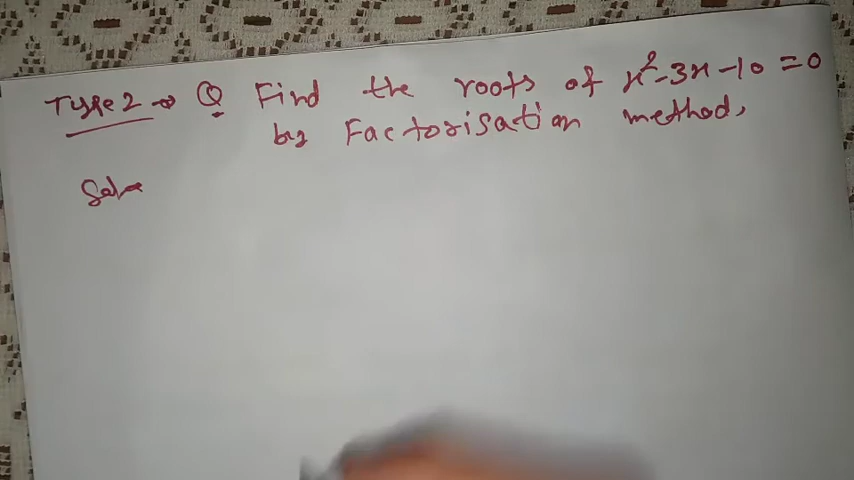 Type 2 → Q Find the roots of x² - 3x - 10 = 0
by Factorisation method,
Soln